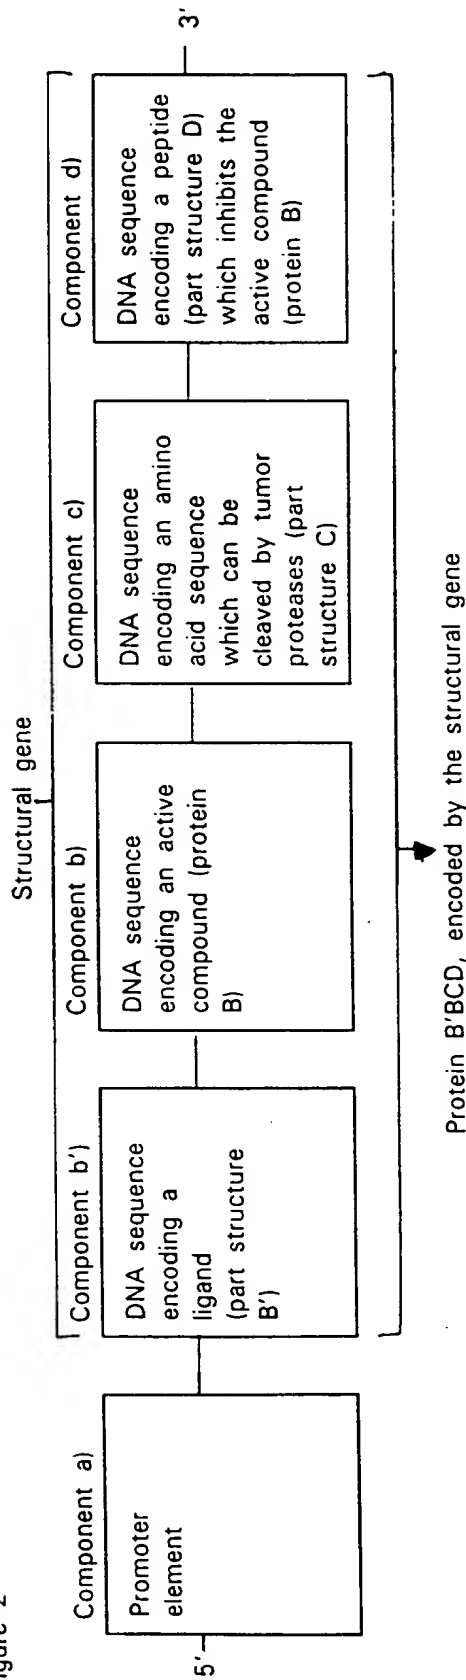 Figure 2
Structural gene
Component a)
Component b')
Component b)
Component c)
Component d)
5'
Promoter
element
DNA sequence
encoding a
ligand
(part structure
B')
DNA sequence
encoding an active
compound (protein
B)
DNA sequence
encoding an amino
acid sequence
which can be
cleaved by tumor
proteases (part
structure C)
DNA sequence
encoding a peptide
(part structure D)
which inhibits the
active compound
(protein B)
3'
Protein B'BCD, encoded by the structural gene